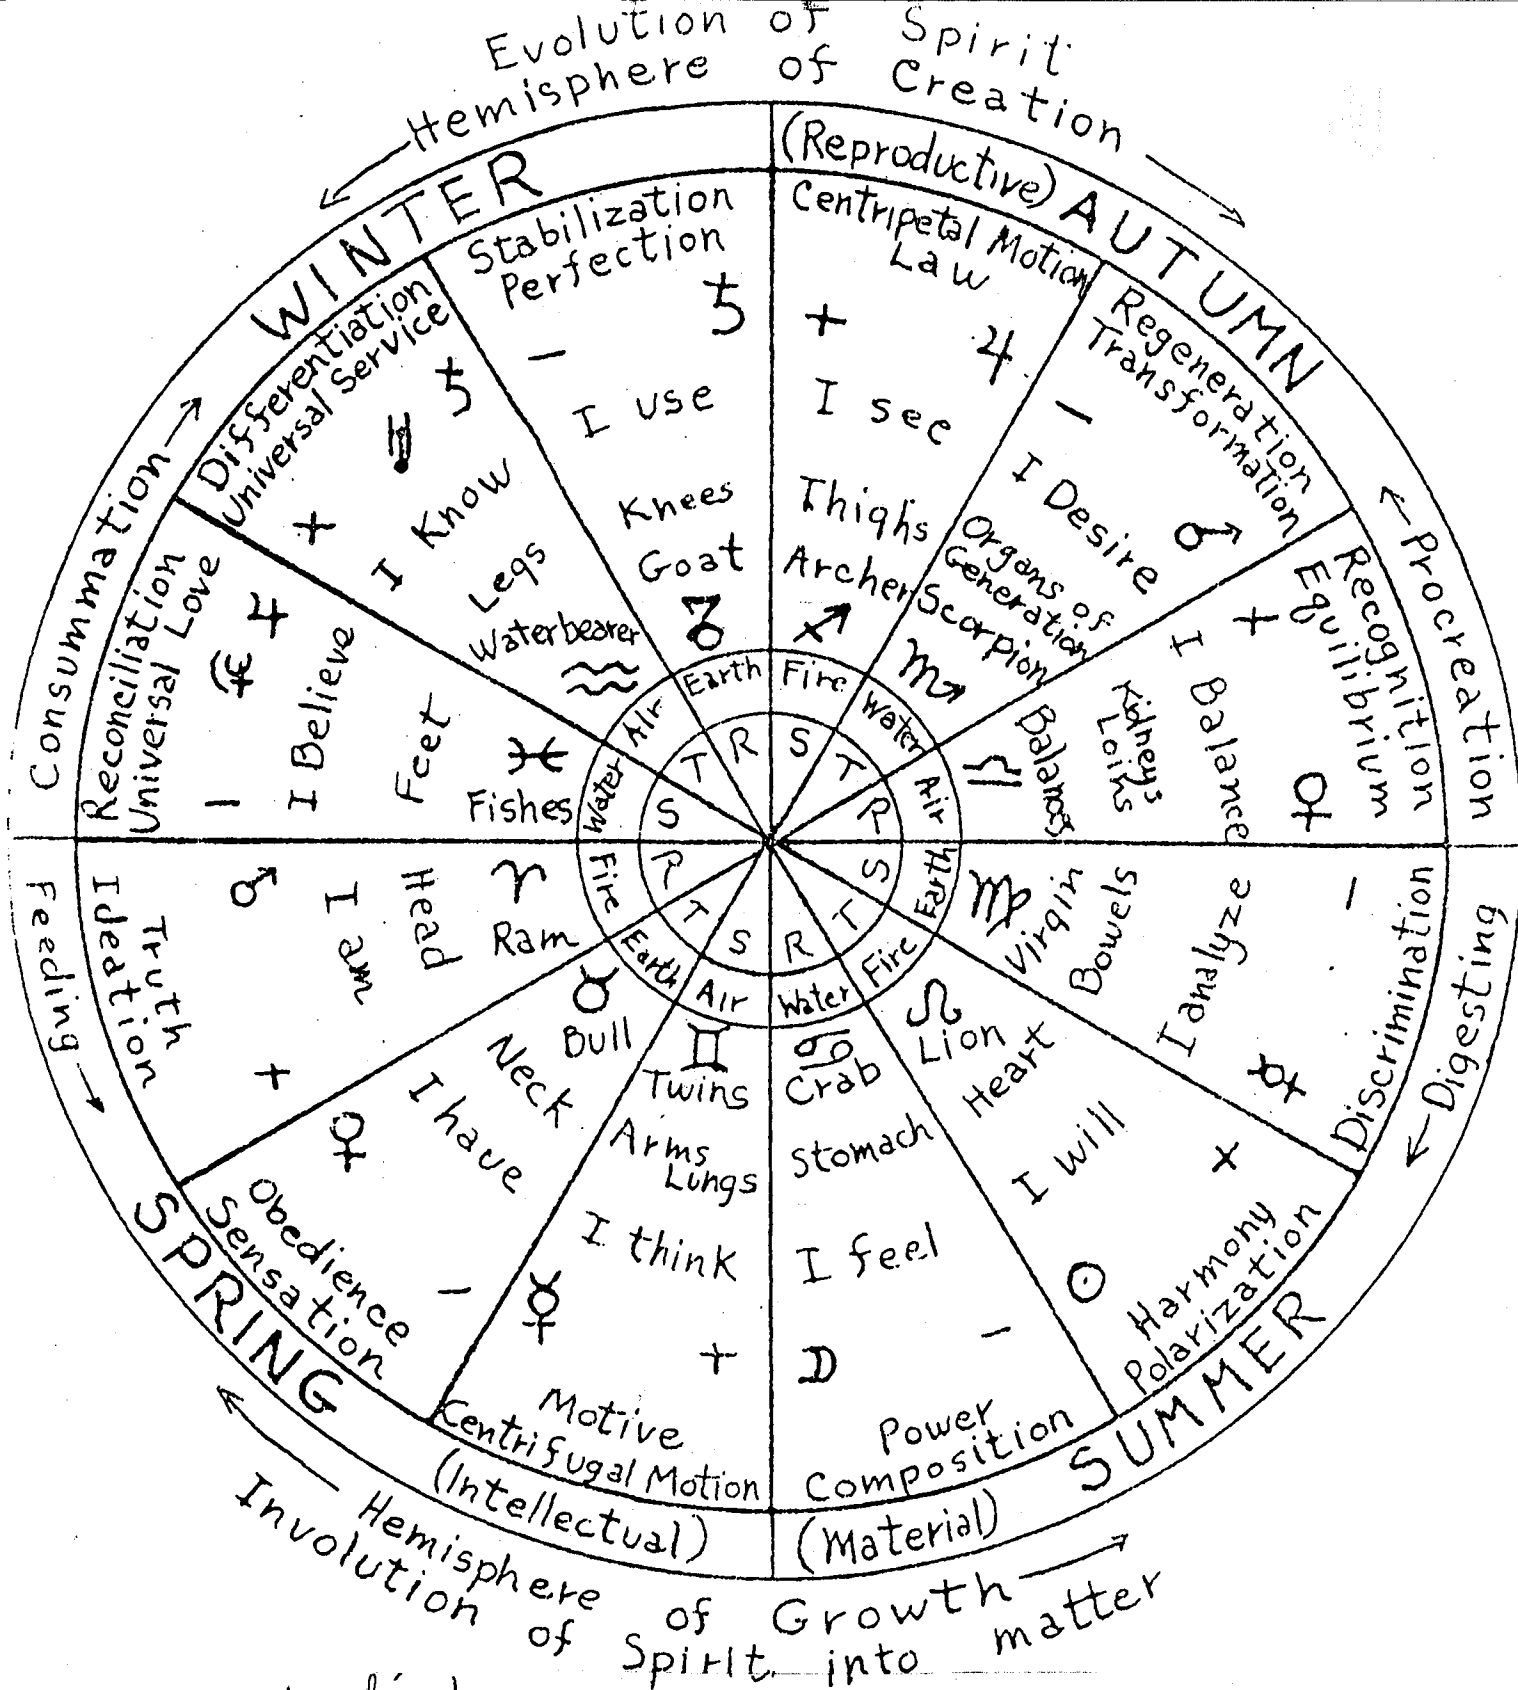 Evolution of Spirit
Hemisphere of Creation
WINTER
(Reproductive) AUTUMN
Consummation
Procreation
Feeding
Digesting
SPRING
(Intellectual)
(Material)
SUMMER
Hemisphere of Growth
Involution of Spirit into matter
Stabilization
Perfection
♄
−
I use
Knees
Goat
♑
Earth
R
Centripetal Motion
Law
+
♃
I see
Thighs
Archer
♐
Fire
S
Regeneration
Transformation
−
I Desire
♂
Organs of
Generation
Scorpion
♏
Water
T
Recognition
Equilibrium
+
I Balance
♀
Kidneys
Loins
Balances
♎
Air
R
Discrimination
−
I analyze
☿
Bowels
Virgin
♍
Earth
S
Harmony
Polarization
+
☉
I will
Heart
Lion
♌
Fire
T
Water
R
♋
Crab
Stomach
I feel
−
☽
Power
Composition
Air
S
♊
Twins
Arms
Lungs
I think
☿
+
Motive
Centrifugal Motion
Earth
T
♉
Bull
Neck
I have
♀
−
Obedience
Sensation
Fire
R
♈
Ram
Head
I am
♂
+
Truth
Ideation
Water
S
♓
Fishes
Feet
I Believe
−
♃
Reconciliation
Universal Love
Differentiation
Universal Service
♄
+
I Know
Legs
Waterbearer
♒
Air
T